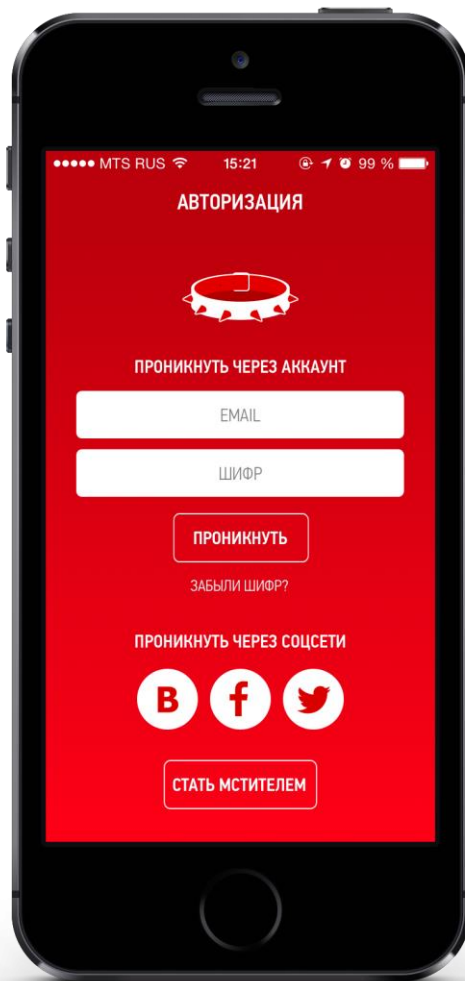 MTS RUS 15:21 99 %
АВТОРИЗАЦИЯ
ПРОНИКНУТЬ ЧЕРЕЗ АККАУНТ
EMAIL
ШИФР
ПРОНИКНУТЬ
ЗАБЫЛИ ШИФР?
ПРОНИКНУТЬ ЧЕРЕЗ СОЦСЕТИ
В f
СТАТЬ МСТИТЕЛЕМ